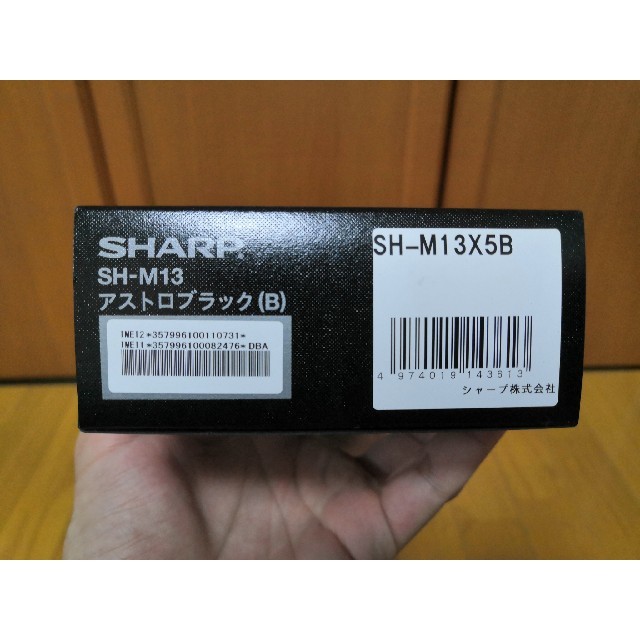 SHARP
SH-M13
アストロブラック(B)
IMEI2*357996100110731*
IMEI1*357996100082476*DBA
SH-M13X5B
4 974019 143613
シャープ株式会社